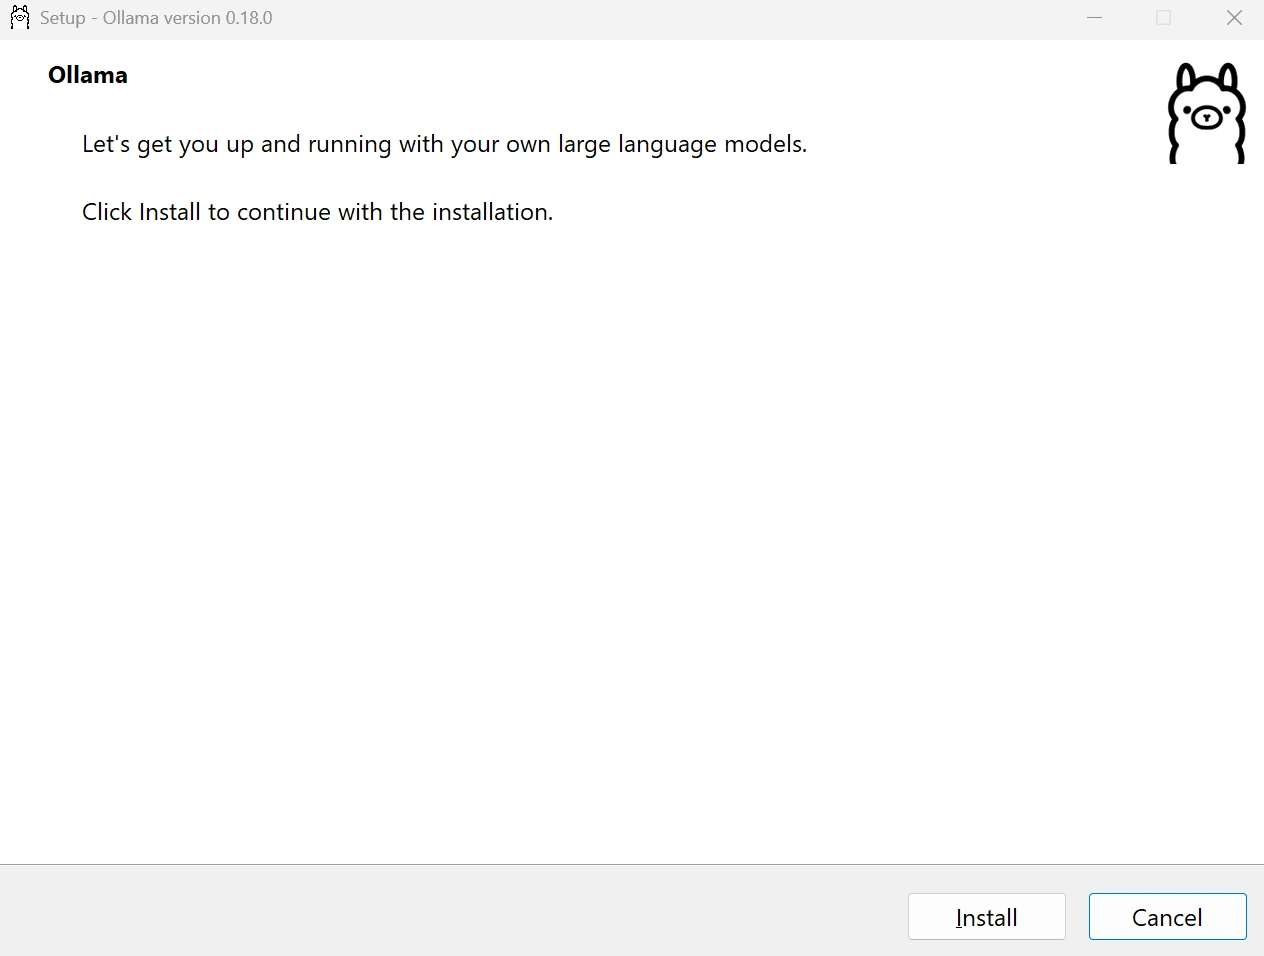 Setup - Ollama version 0.18.0
Ollama
Let's get you up and running with your own large language models.
Click Install to continue with the installation.
Install
Cancel